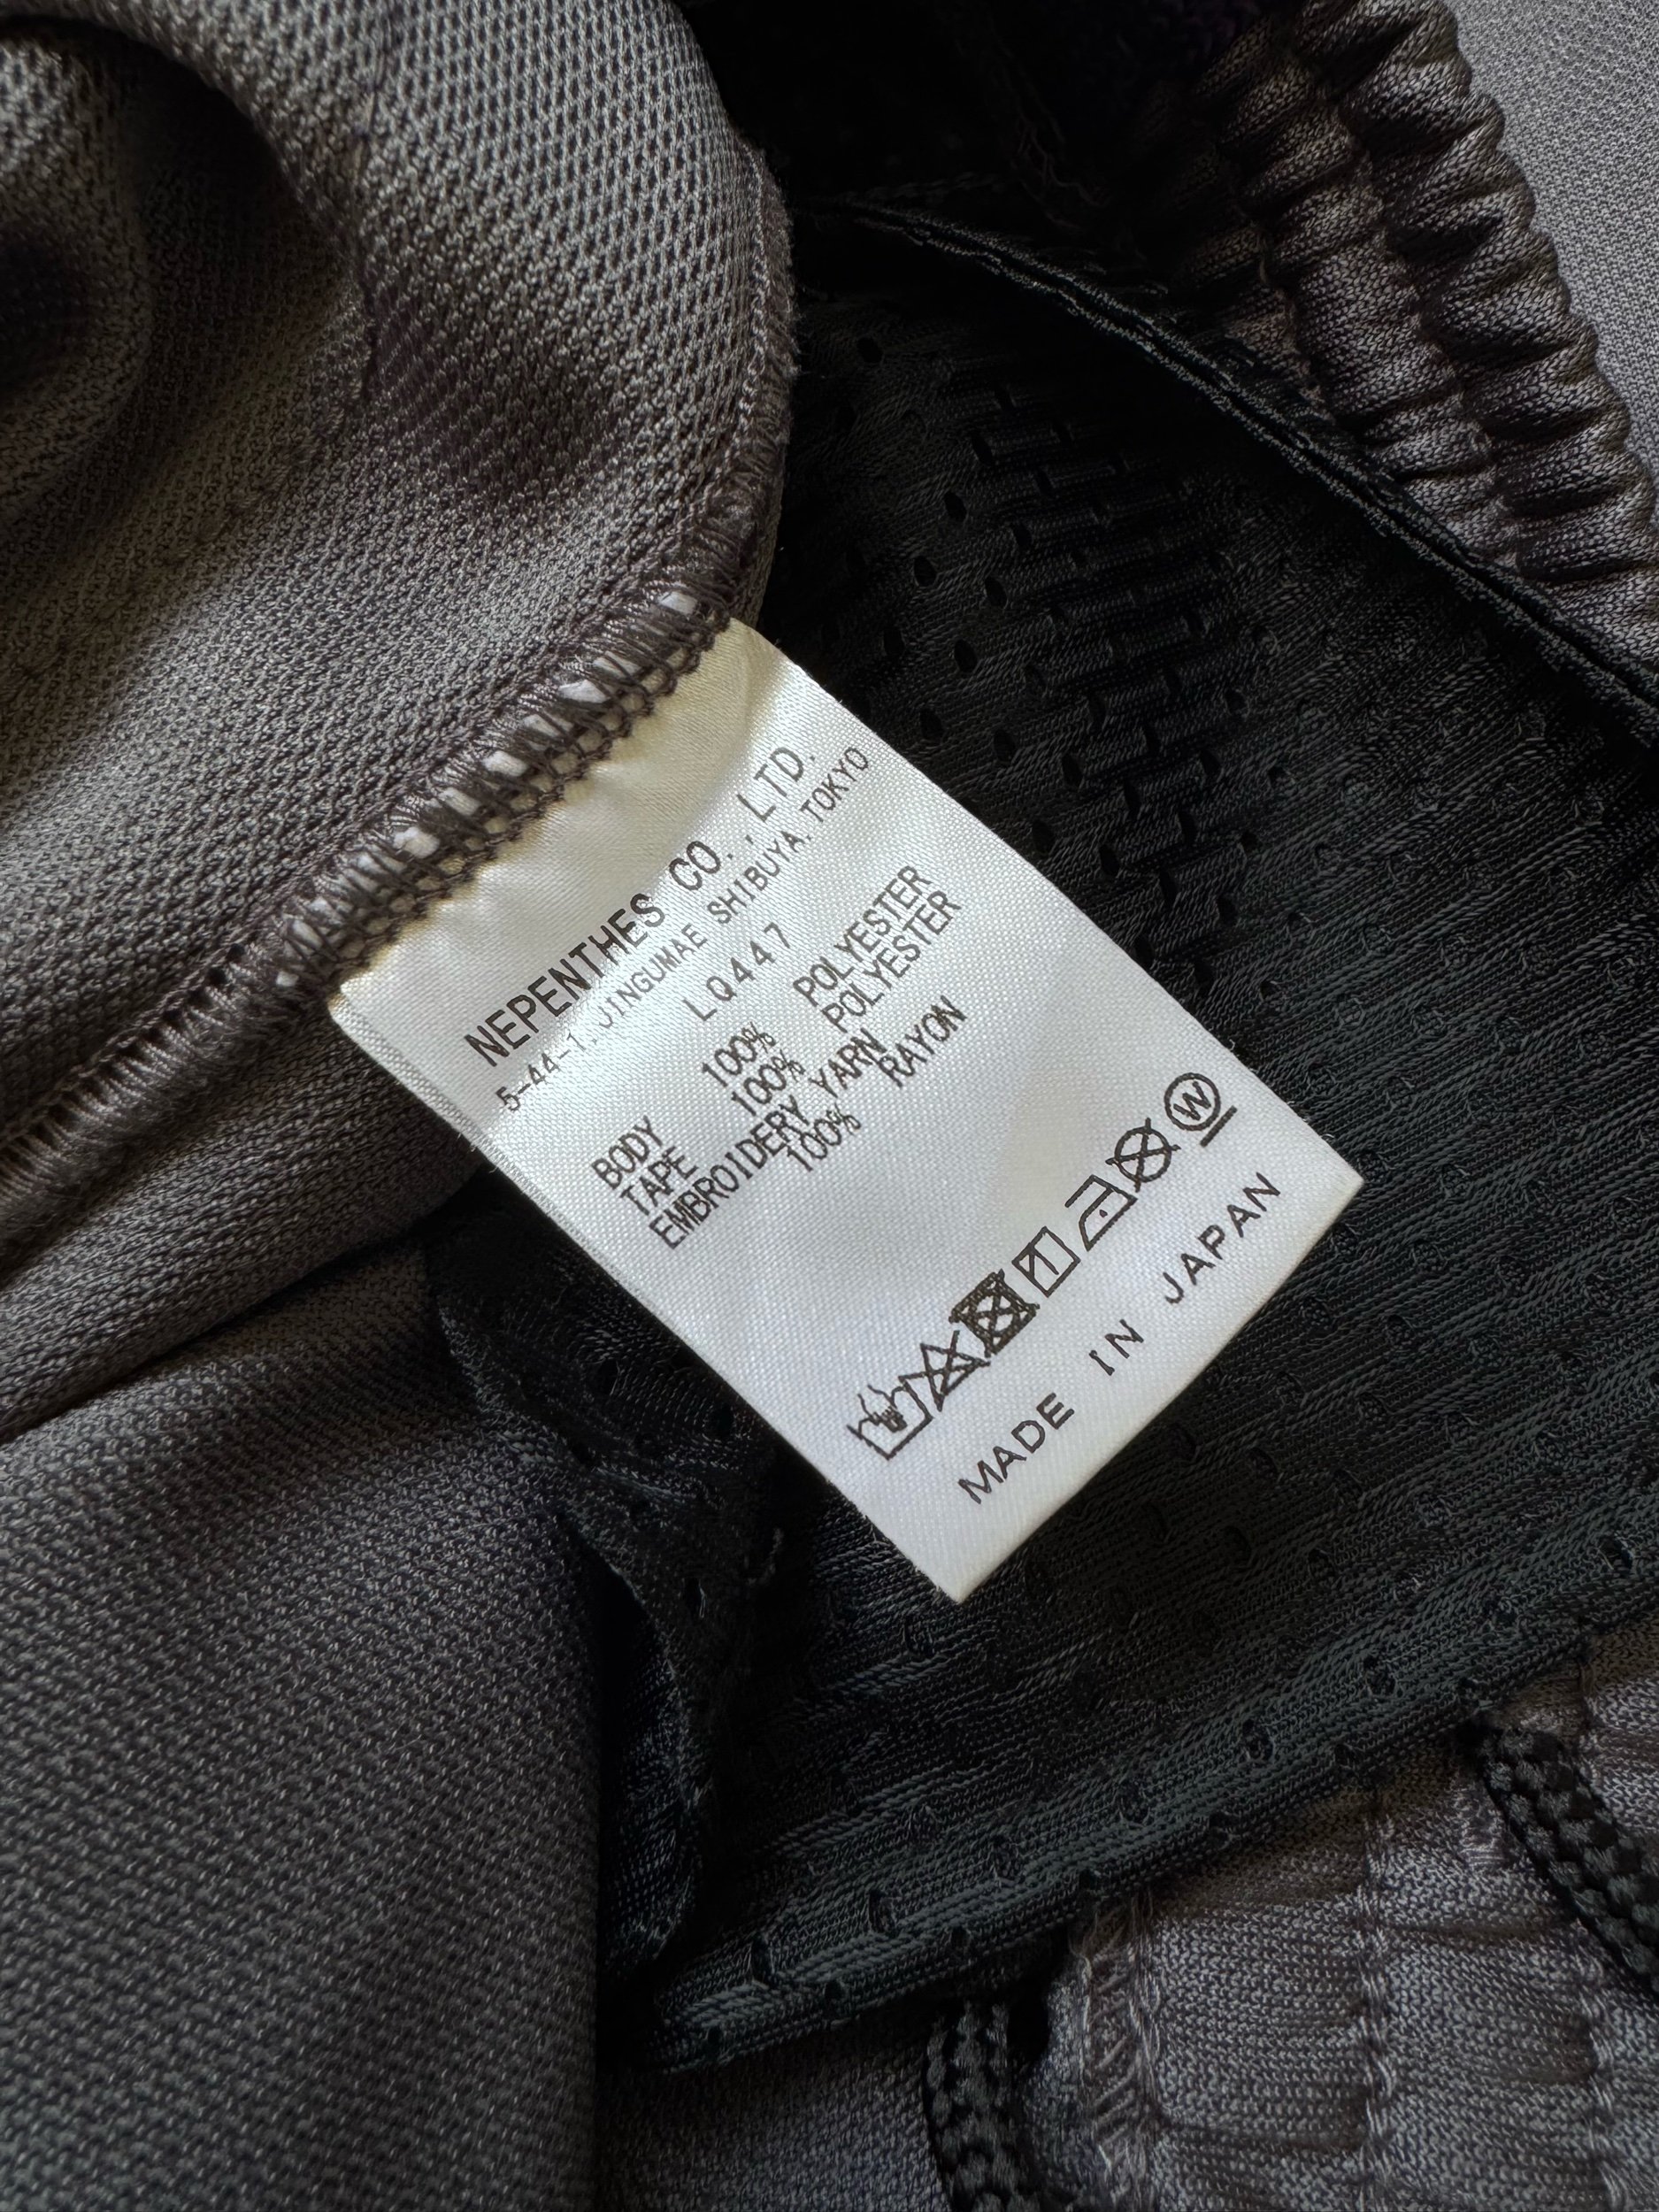 NEPENTHES CO.,LTD.
5-44-1,JINGUMAE SHIBUYA,TOKYO
LQ447
BODY 100% POLYESTER
TAPE 100% POLYESTER
EMBROIDERY YARN
100% RAYON
W
MADE IN JAPAN